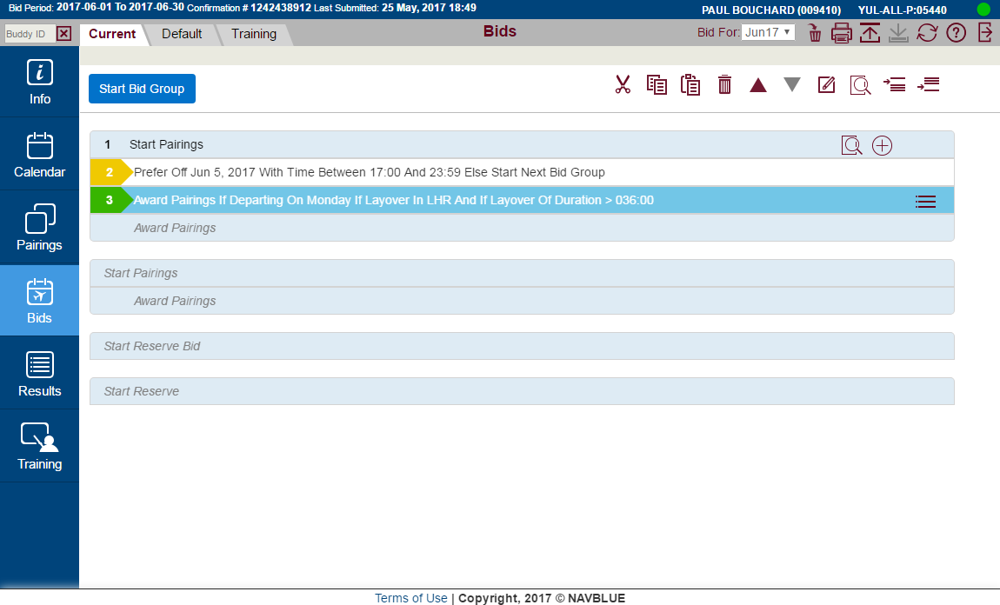 Bid Period: 2017-06-01 To 2017-06-30 Confirmation # 1242438912 Last Submitted: 25 May, 2017 18:49 PAUL BOUCHARD (009410) YUL-ALL-P:05440
Buddy ID Current Default Training Bids Bid For: Jun17
Info
Calendar
Pairings
Bids
Results
Training
Start Bid Group
1 Start Pairings
2 Prefer Off Jun 5, 2017 With Time Between 17:00 And 23:59 Else Start Next Bid Group
3 Award Pairings If Departing On Monday If Layover In LHR And If Layover Of Duration > 036:00
Award Pairings
Start Pairings
Award Pairings
Start Reserve Bid
Start Reserve
Terms of Use | Copyright, 2017 © NAVBLUE